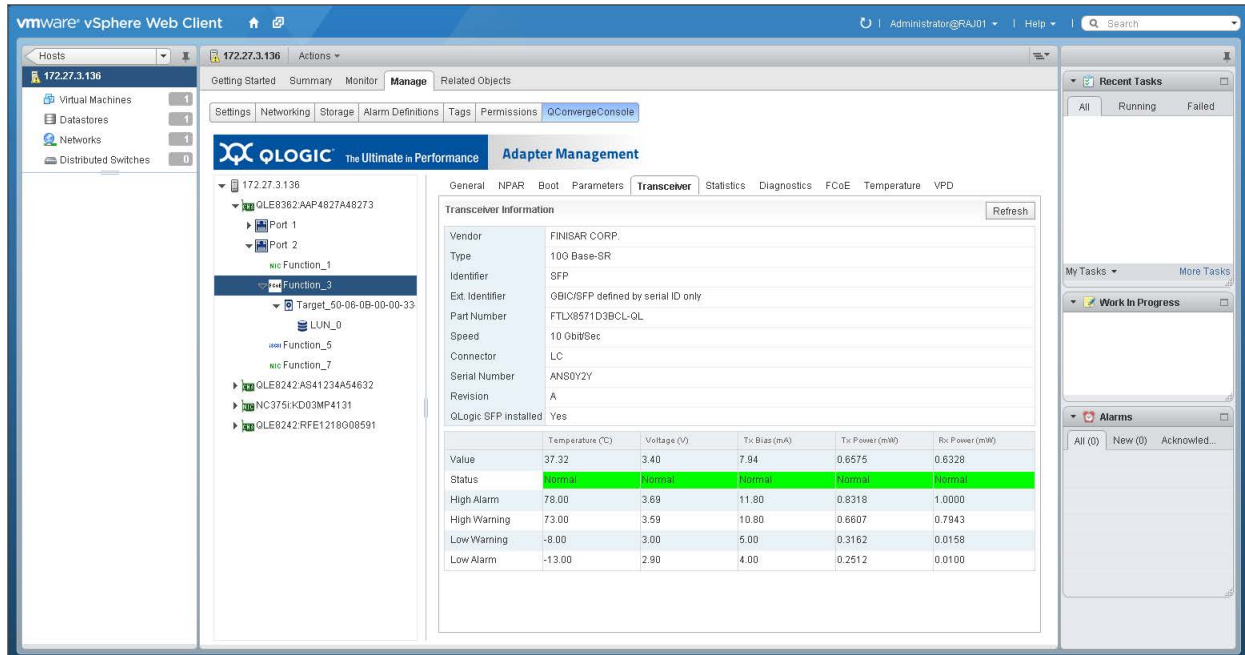 vmware® vSphere Web Client
Administrator@RAJ01 | Help | Search
Hosts
172.27.3.136
Virtual Machines 1
Datastores 1
Networks 1
Distributed Switches 0
172.27.3.136 Actions
Getting Started Summary Monitor Manage Related Objects
Settings Networking Storage Alarm Definitions Tags Permissions QConvergeConsole
QLOGIC® The Ultimate in Performance Adapter Management
172.27.3.136
QLE8362:AAP4827A48273
Port 1
Port 2
NIC Function_1
FCoE Function_3
Target_50-06-0B-00-00-33-
LUN_0
iSCSI Function_5
NIC Function_7
QLE8242:AS41234A54632
NC375i:KD03MP4131
QLE8242:RFE1218G08591
General NPAR Boot Parameters Transceiver Statistics Diagnostics FCoE Temperature VPD
Transceiver Information Refresh
Vendor FINISAR CORP.
Type 10G Base-SR
Identifier SFP
Ext. Identifier GBIC/SFP defined by serial ID only
Part Number FTLX8571D3BCL-QL
Speed 10 Gbit/Sec
Connector LC
Serial Number ANS0Y2Y
Revision A
QLogic SFP installed Yes
Temperature (°C) Voltage (V) Tx Bias (mA) Tx Power (mW) Rx Power (mW)
Value 37.32 3.40 7.94 0.6575 0.6328
Status Normal Normal Normal Normal Normal
High Alarm 78.00 3.69 11.80 0.8318 1.0000
High Warning 73.00 3.59 10.80 0.6607 0.7943
Low Warning -8.00 3.00 5.00 0.3162 0.0158
Low Alarm -13.00 2.90 4.00 0.2512 0.0100
Recent Tasks
All Running Failed
My Tasks More Tasks
Work In Progress
Alarms
All (0) New (0) Acknowled...